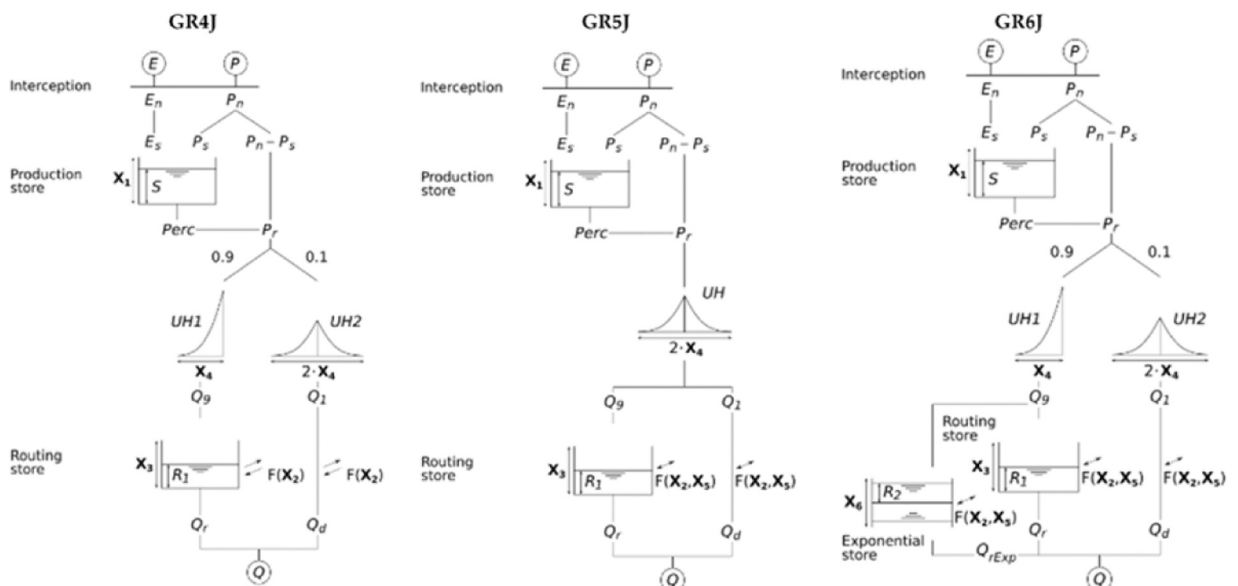 GR4J
Interception
E
P
Eₙ
Pₙ
Eₛ
Pₛ
Pₙ – Pₛ
Production
store
X₁
S
Perc
Pᵣ
0.9
0.1
UH1
UH2
X₄
2·X₄
Q₉
Q₁
Routing
store
X₃
R₁
F(X₂)
F(X₂)
Qᵣ
Q_d
Q
GR5J
Interception
E
P
Eₙ
Pₙ
Eₛ
Pₛ
Pₙ – Pₛ
Production
store
X₁
S
Perc
Pᵣ
UH
2·X₄
Q₉
Q₁
Routing
store
X₃
R₁
F(X₂,X₅)
F(X₂,X₅)
Qᵣ
Q_d
Q
GR6J
Interception
E
P
Eₙ
Pₙ
Eₛ
Pₛ
Pₙ – Pₛ
Production
store
X₁
S
Perc
Pᵣ
0.9
0.1
UH1
UH2
X₄
2·X₄
Q₉
Q₁
Routing
store
X₃
R₁
F(X₂,X₅)
F(X₂,X₅)
X₆
R₂
F(X₂,X₅)
Exponential
store
Q_rExp
Qᵣ
Q_d
Q